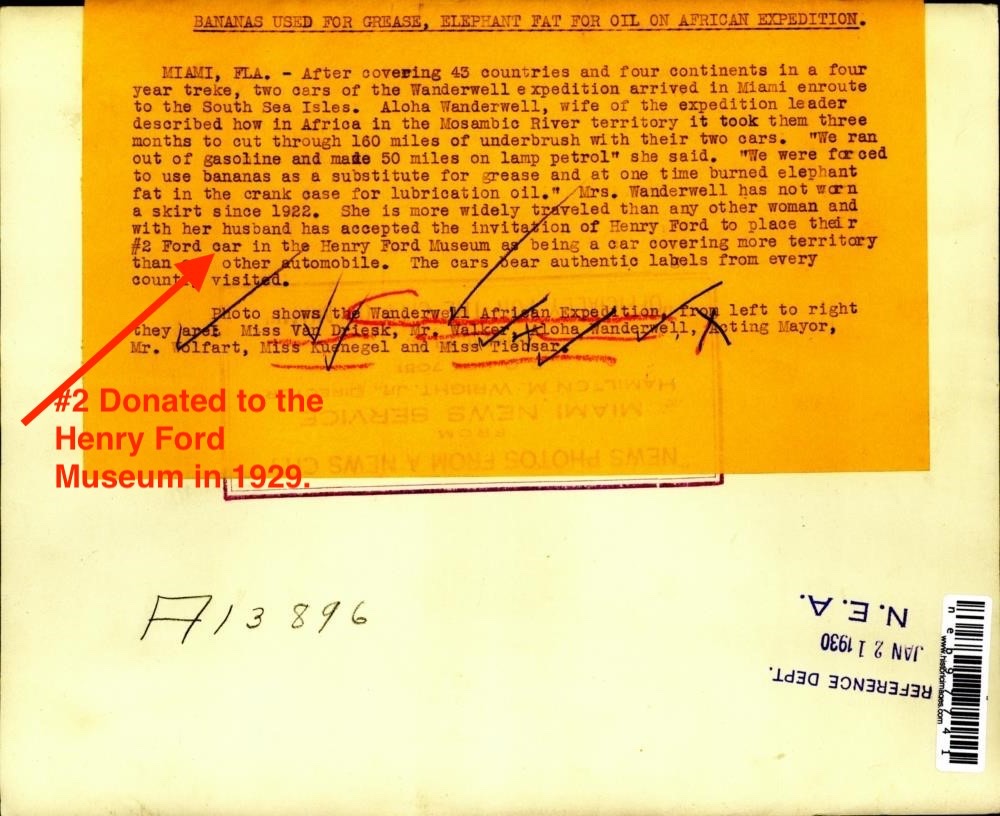 BANANAS USED FOR GREASE, ELEPHANT FAT FOR OIL ON AFRICAN EXPEDITION.
MIAMI, FLA. - After covering 43 countries and four continents in a four
year treke, two cars of the Wanderwell expedition arrived in Miami enroute
to the South Sea Isles. Aloha Wanderwell, wife of the expedition leader
described how in Africa in the Mosambic River territory it took them three
months to cut through 160 miles of underbrush with their two cars. "We ran
out of gasoline and made 50 miles on lamp petrol" she said. "We were forced
to use bananas as a substitute for grease and at one time burned elephant
fat in the crank case for lubrication oil." Mrs. Wanderwell has not worn
a skirt since 1922. She is more widely traveled than any other woman and
with her husband has accepted the invitation of Henry Ford to place their
#2 Ford car in the Henry Ford Museum as being a car covering more territory
than other automobile. The cars bear authentic labels from every
visited.
Photo shows the Wanderwell African Expedition, from left to right
they Miss Van Driesk, Mr. Walker, Aloha Wanderwell, Acting Mayor,
Mr. Wolfart, Miss Kuenegel and Miss Tiebsar.
#2 Donated to the
Henry Ford
Museum in 1929.
HAMILTON M. WRIGHT, JR.
MIAMI NEWS SERVICE
FROM
NEWS PHOTOS FROM A NEWS
A13896
N.E.A.
JAN 21 1930
REFERENCE DEPT.
www.historicimages.com
neb97741